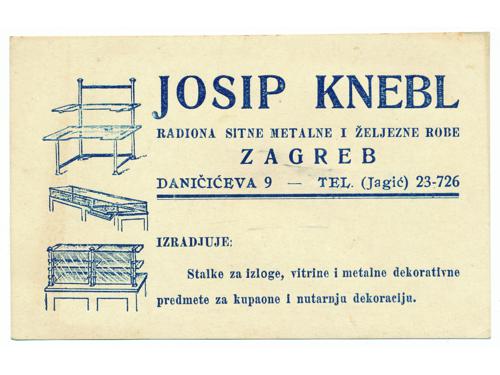 JOSIP KNEBL
RADIONA SITNE METALNE I ŽELJEZNE ROBE
ZAGREB
DANIČIĆEVA 9 — TEL. (Jagić) 23-726
IZRADJUJE:
Stalke za izloge, vitrine i metalne dekorativne
predmete za kupaone i nutarnju dekoraciju.